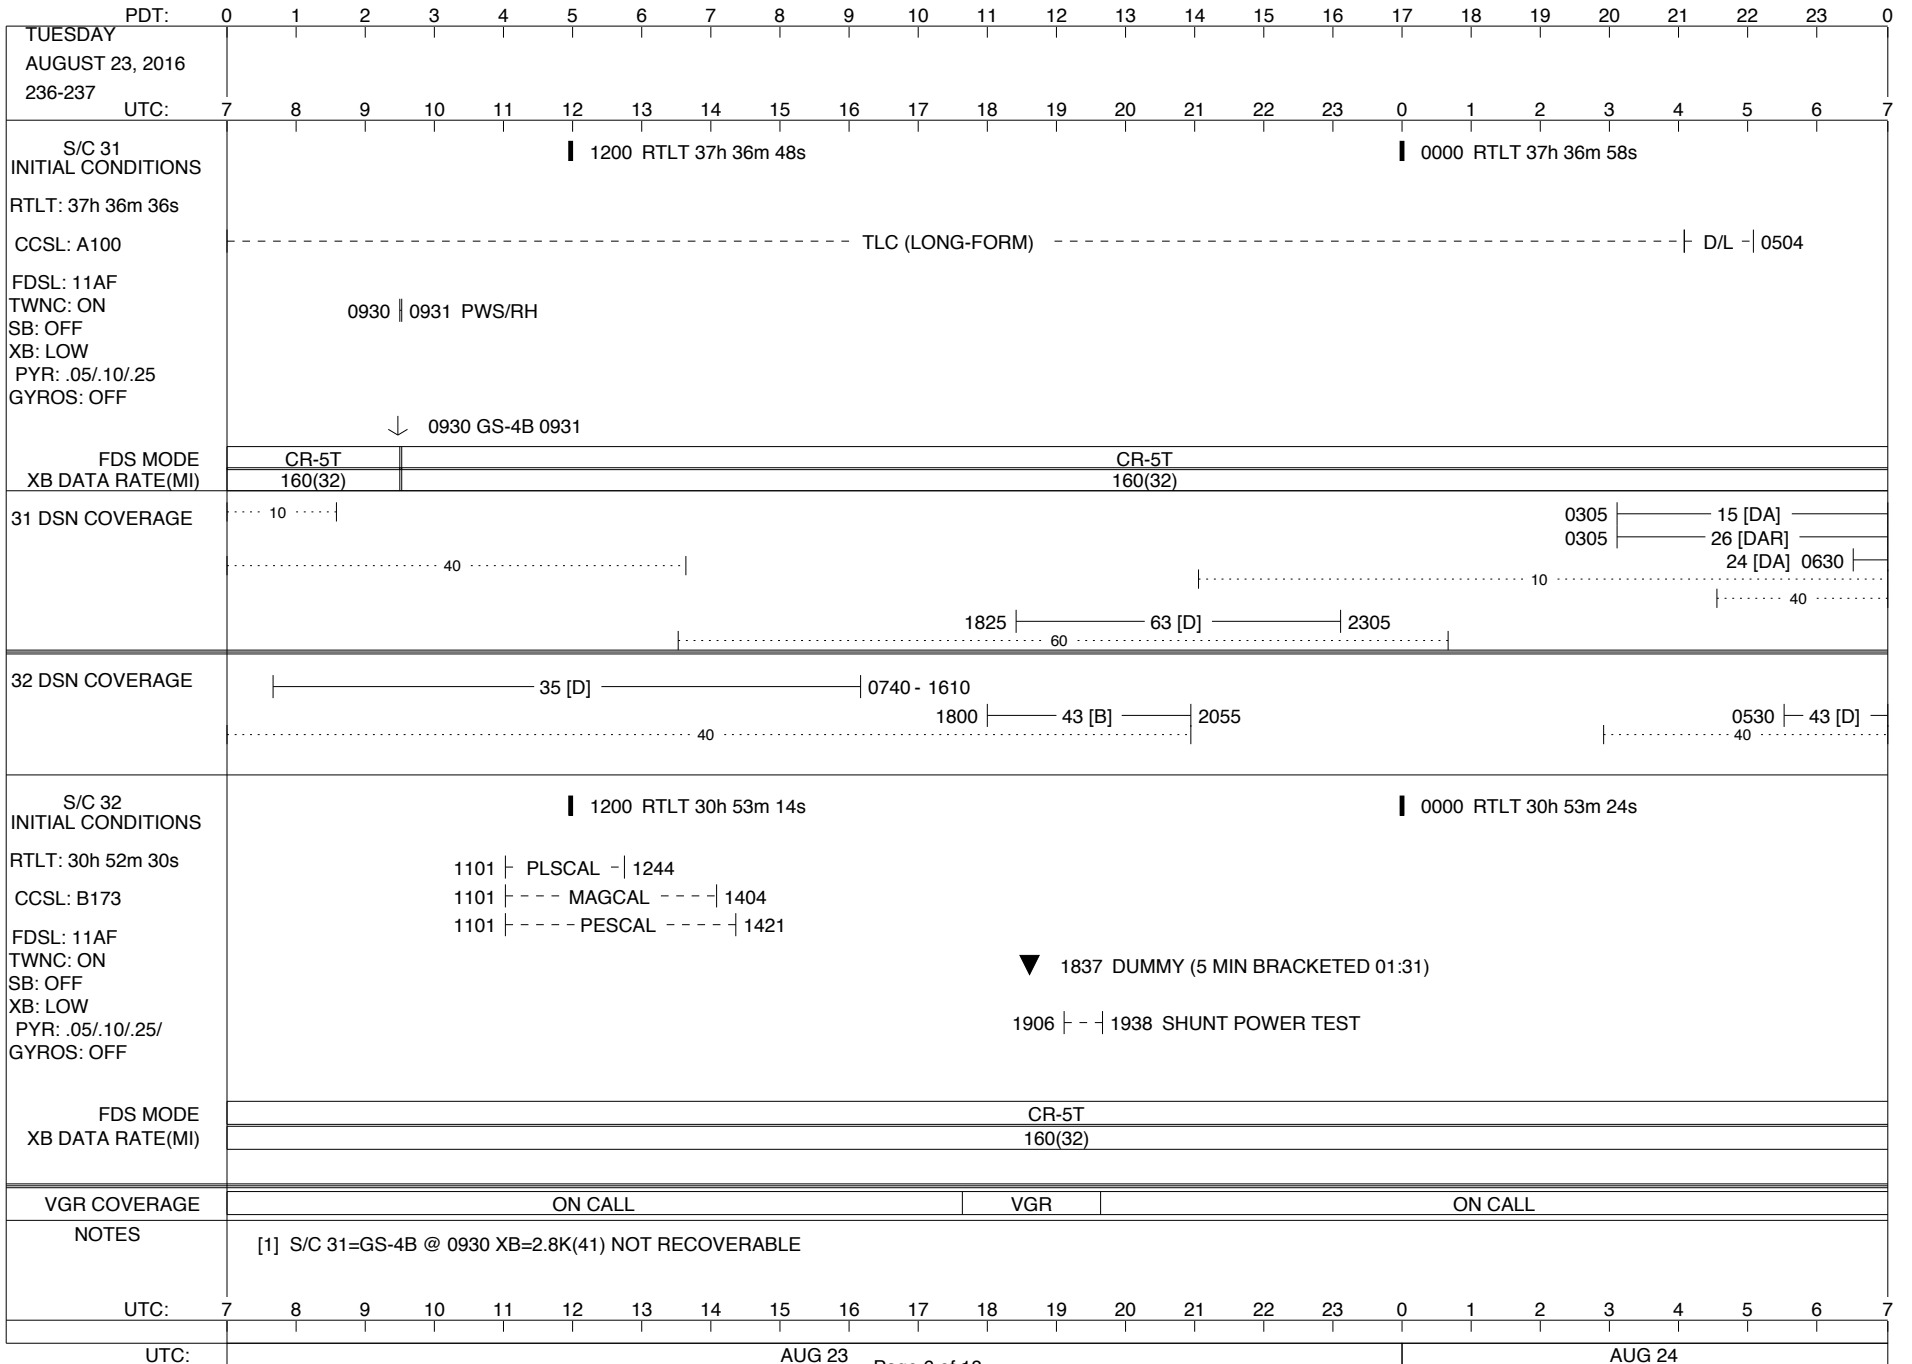 PDT: 0 1 2 3 4 5 6 7 8 9 10 11 12 13 14 15 16 17 18 19 20 21 22 23 0
TUESDAY
AUGUST 23, 2016
236-237
UTC: 7 8 9 10 11 12 13 14 15 16 17 18 19 20 21 22 23 0 1 2 3 4 5 6 7
S/C 31
INITIAL CONDITIONS
1200 RTLT 37h 36m 48s
0000 RTLT 37h 36m 58s
RTLT: 37h 36m 36s
CCSL: A100
TLC (LONG-FORM)
D/L 0504
FDSL: 11AF
TWNC: ON
0930 0931 PWS/RH
SB: OFF
XB: LOW
PYR: .05/.10/.25
GYROS: OFF
0930 GS-4B 0931
FDS MODE CR-5T CR-5T
XB DATA RATE(MI) 160(32) 160(32)
31 DSN COVERAGE
10
0305 15 [DA]
0305 26 [DAR]
40
24 [DA] 0630
10
40
1825 63 [D] 2305
60
32 DSN COVERAGE
35 [D] 0740 - 1610
1800 43 [B] 2055
0530 43 [D]
40
40
S/C 32
INITIAL CONDITIONS
1200 RTLT 30h 53m 14s
0000 RTLT 30h 53m 24s
RTLT: 30h 52m 30s
1101 PLSCAL 1244
CCSL: B173
1101 MAGCAL 1404
1101 PESCAL 1421
FDSL: 11AF
TWNC: ON
1837 DUMMY (5 MIN BRACKETED 01:31)
SB: OFF
XB: LOW
1906 1938 SHUNT POWER TEST
PYR: .05/.10/.25/
GYROS: OFF
FDS MODE CR-5T
XB DATA RATE(MI) 160(32)
VGR COVERAGE ON CALL VGR ON CALL
NOTES
[1] S/C 31=GS-4B @ 0930 XB=2.8K(41) NOT RECOVERABLE
UTC: 7 8 9 10 11 12 13 14 15 16 17 18 19 20 21 22 23 0 1 2 3 4 5 6 7
UTC: AUG 23 AUG 24